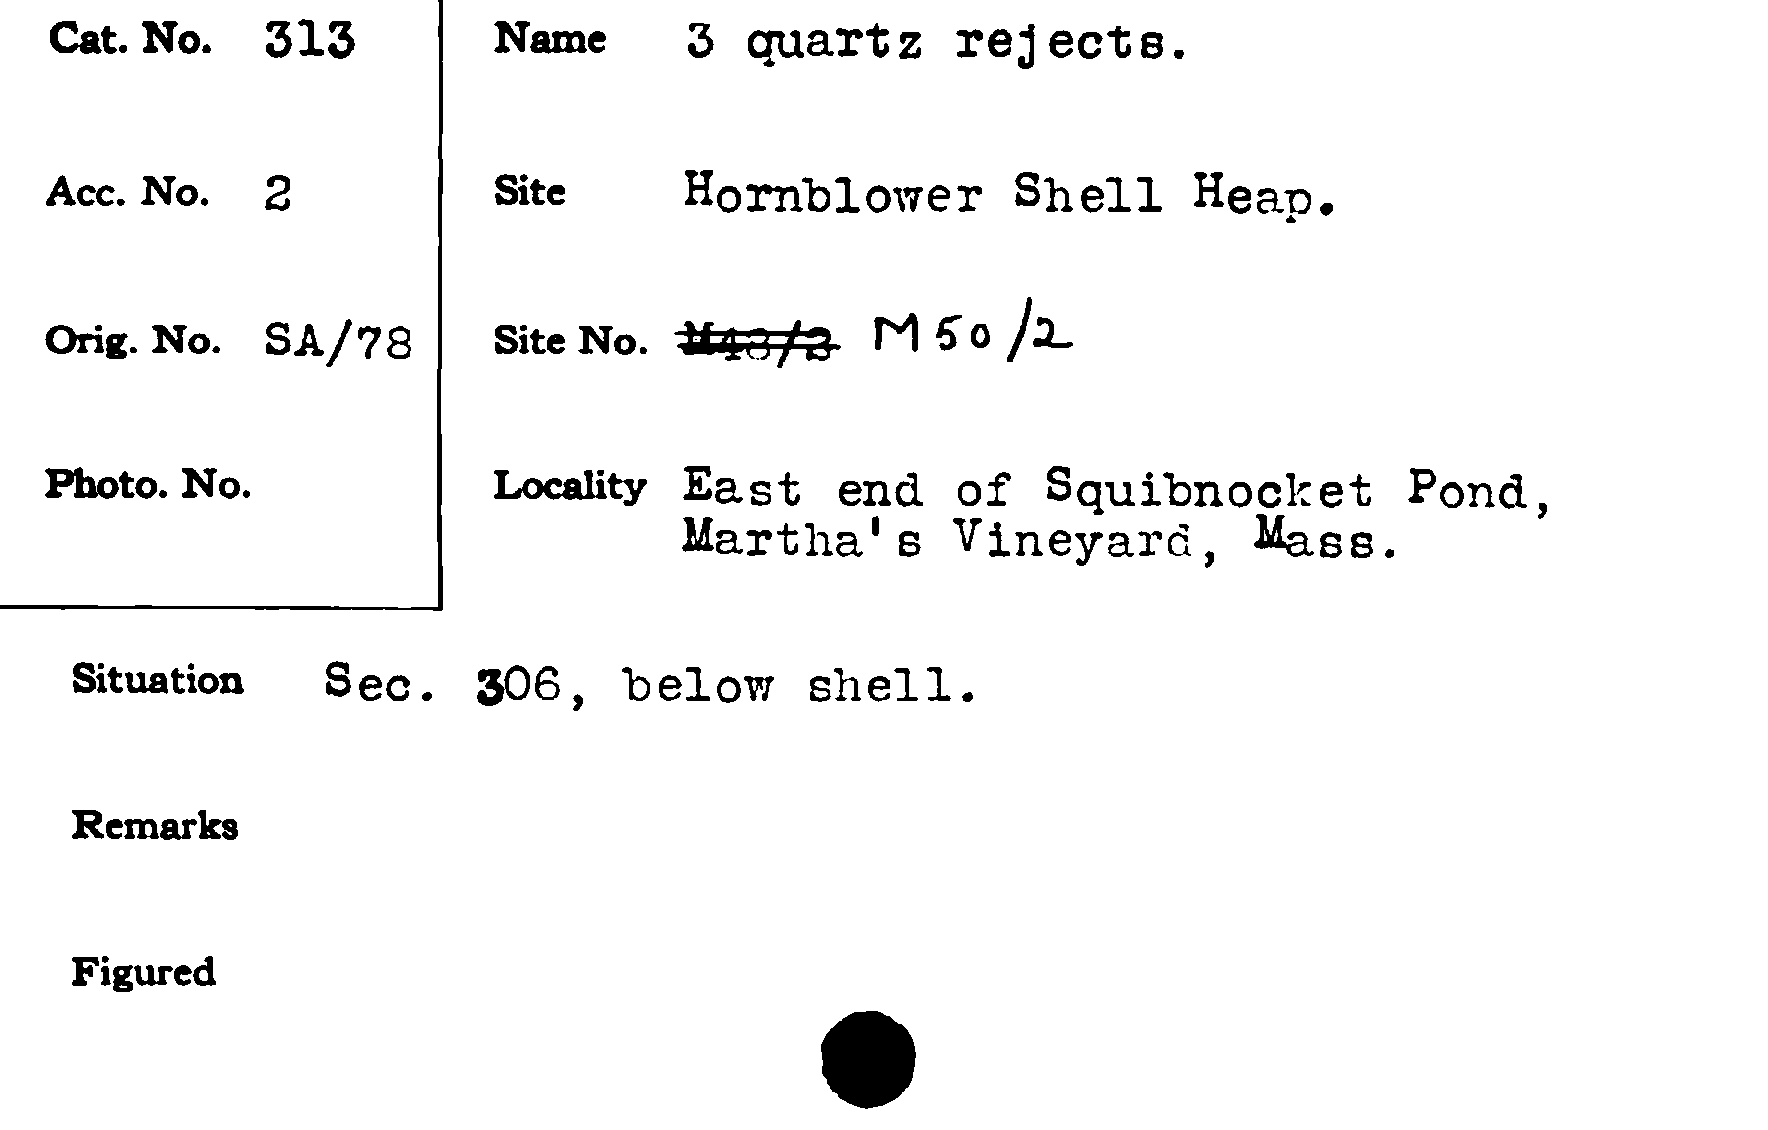 Cat. No. 313
Name 3 quartz rejects.
Acc. No. 2
Site Hornblower Shell Heap.
Orig. No. SA/78
Site No. M50/2
Photo. No.
Locality East end of Squibnocket Pond,
Martha's Vineyard, Mass.
Situation Sec. 306, below shell.
Remarks
Figured